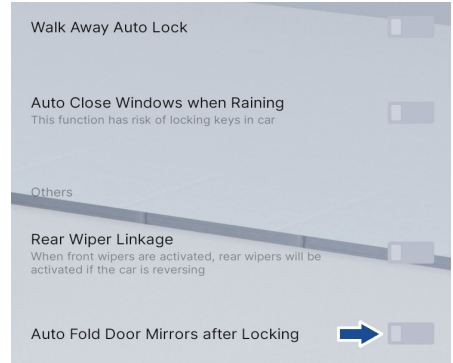 Walk Away Auto Lock
Auto Close Windows when Raining
This function has risk of locking keys in car
Others
Rear Wiper Linkage
When front wipers are activated, rear wipers will be
activated if the car is reversing
Auto Fold Door Mirrors after Locking